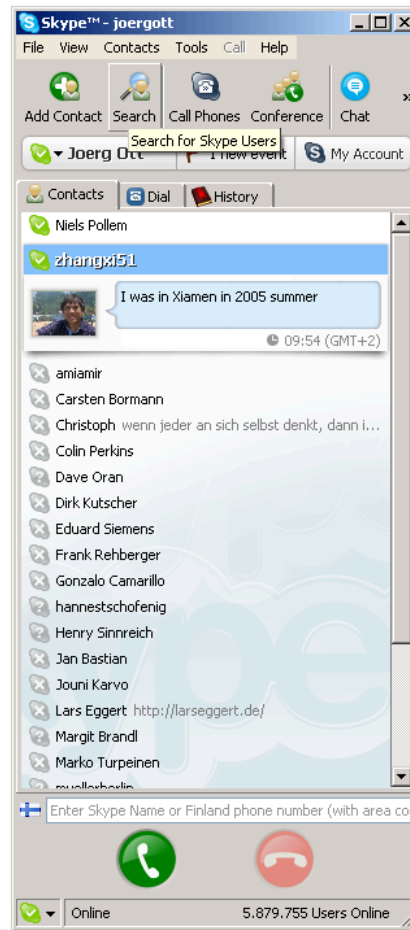 Skype™ - joergott
File View Contacts Tools Call Help
Add Contact Search Call Phones Conference Chat
»
Search for Skype Users
Joerg Ott 1 new event My Account
Contacts Dial History
Niels Pollem
zhangxi51
I was in Xiamen in 2005 summer
09:54 (GMT+2)
amiamir
Carsten Bormann
Christoph wenn jeder an sich selbst denkt, dann i...
Colin Perkins
Dave Oran
Dirk Kutscher
Eduard Siemens
Frank Rehberger
Gonzalo Camarillo
hannestschofenig
Henry Sinnreich
Jan Bastian
Jouni Karvo
Lars Eggert http://larseggert.de/
Margit Brandl
Marko Turpeinen
muellerberlin
Enter Skype Name or Finland phone number (with area co
Online 5.879.755 Users Online